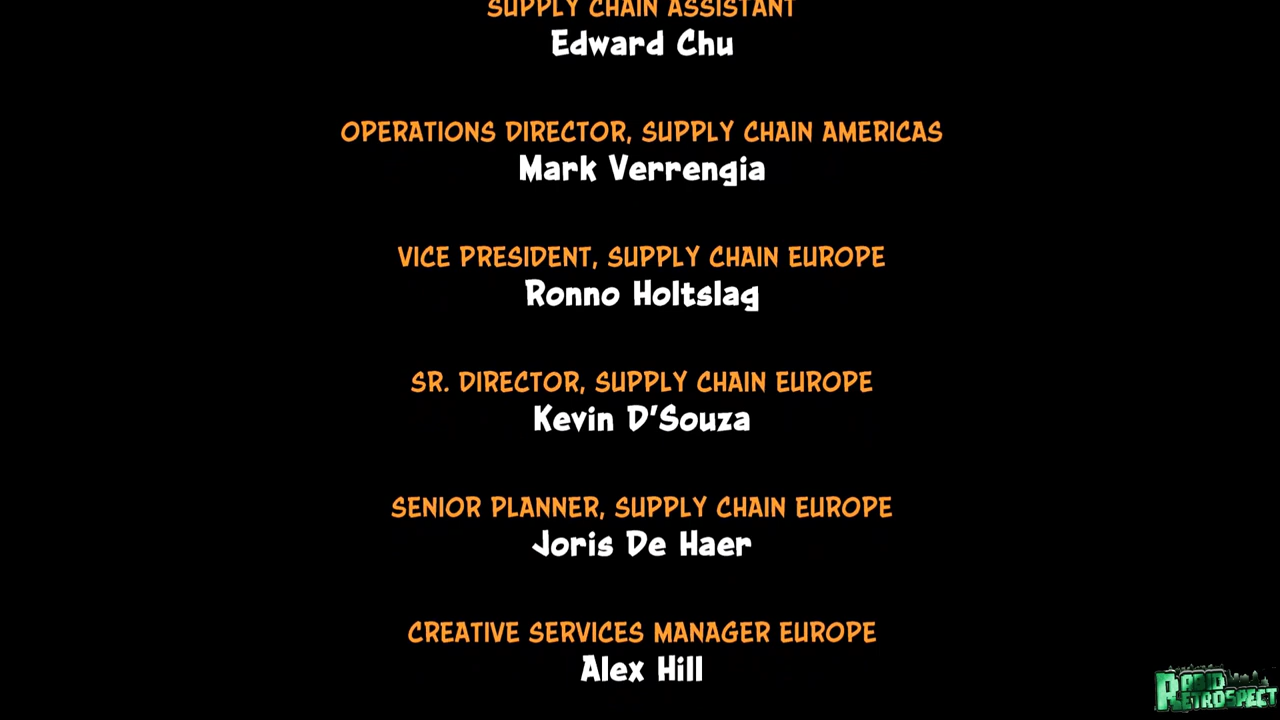 SUPPLY CHAIN ASSISTANT
Edward Chu
OPERATIONS DIRECTOR, SUPPLY CHAIN AMERICAS
Mark Verrengia
VICE PRESIDENT, SUPPLY CHAIN EUROPE
Ronno Holtslag
SR. DIRECTOR, SUPPLY CHAIN EUROPE
Kevin D'Souza
SENIOR PLANNER, SUPPLY CHAIN EUROPE
Joris De Haer
CREATIVE SERVICES MANAGER EUROPE
Alex Hill
RABID
RETROSPECT